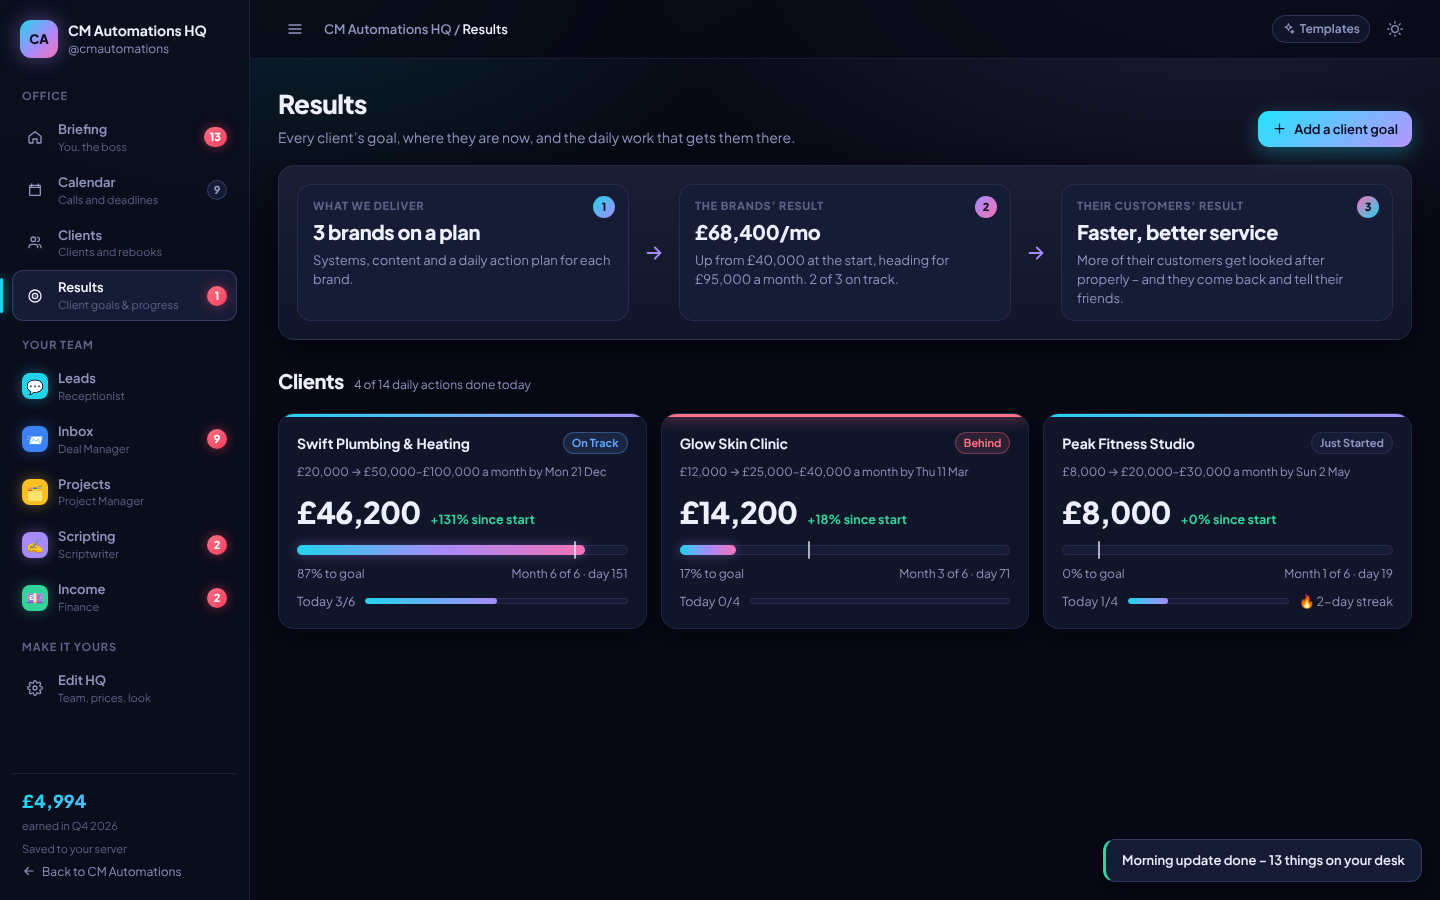 CA
CM Automations HQ
@cmautomations
OFFICE
Briefing
You, the boss
13
Calendar
Calls and deadlines
9
Clients
Clients and rebooks
Results
Client goals & progress
1
YOUR TEAM
Leads
Receptionist
Inbox
Deal Manager
9
Projects
Project Manager
Scripting
Scriptwriter
2
Income
Finance
2
MAKE IT YOURS
Edit HQ
Team, prices, look
£4,994
earned in Q4 2026
Saved to your server
← Back to CM Automations
CM Automations HQ / Results
Templates
Results
Every client's goal, where they are now, and the daily work that gets them there.
+ Add a client goal
WHAT WE DELIVER
1
3 brands on a plan
Systems, content and a daily action plan for each
brand.
→
THE BRANDS' RESULT
2
£68,400/mo
Up from £40,000 at the start, heading for
£95,000 a month. 2 of 3 on track.
→
THEIR CUSTOMERS' RESULT
3
Faster, better service
More of their customers get looked after
properly – and they come back and tell their
friends.
Clients
4 of 14 daily actions done today
Swift Plumbing & Heating
On Track
£20,000 → £50,000–£100,000 a month by Mon 21 Dec
£46,200 +131% since start
87% to goal
Month 6 of 6 · day 151
Today 3/6
Glow Skin Clinic
Behind
£12,000 → £25,000–£40,000 a month by Thu 11 Mar
£14,200 +18% since start
17% to goal
Month 3 of 6 · day 71
Today 0/4
Peak Fitness Studio
Just Started
£8,000 → £20,000–£30,000 a month by Sun 2 May
£8,000 +0% since start
0% to goal
Month 1 of 6 · day 19
Today 1/4
🔥 2-day streak
Morning update done – 13 things on your desk